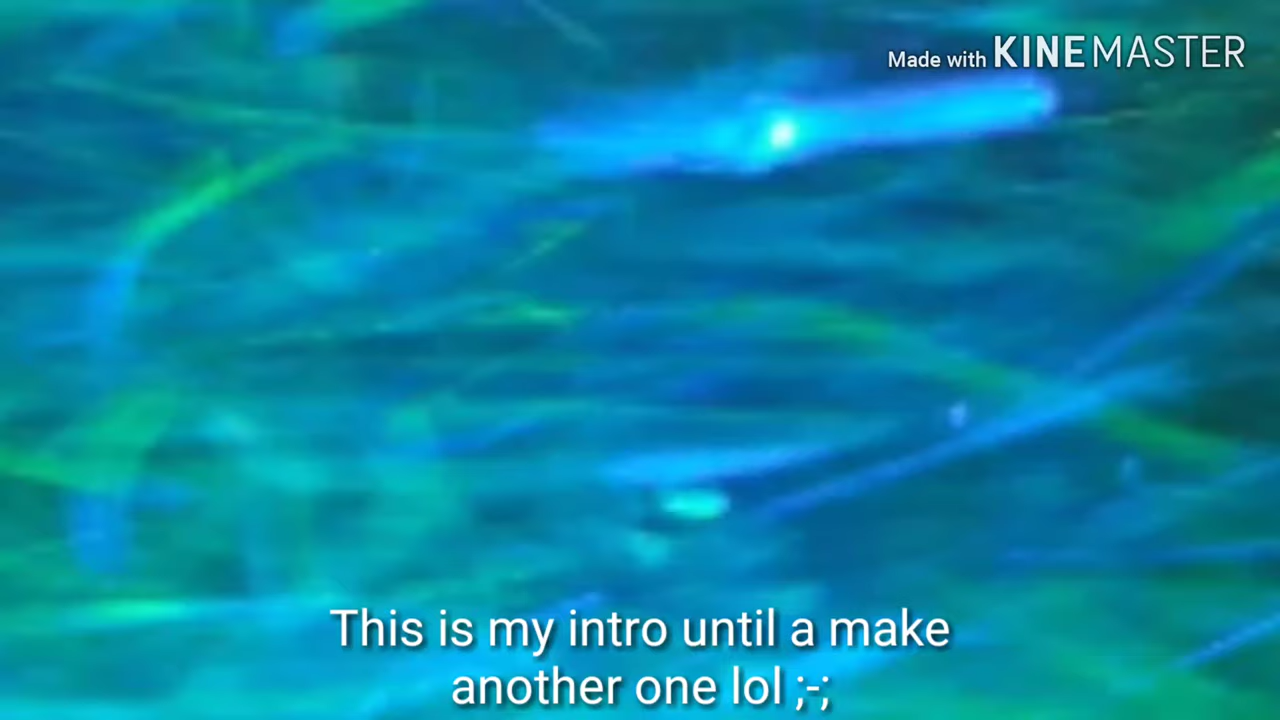 Made with KINEMASTER
This is my intro until a make
another one lol ;-;